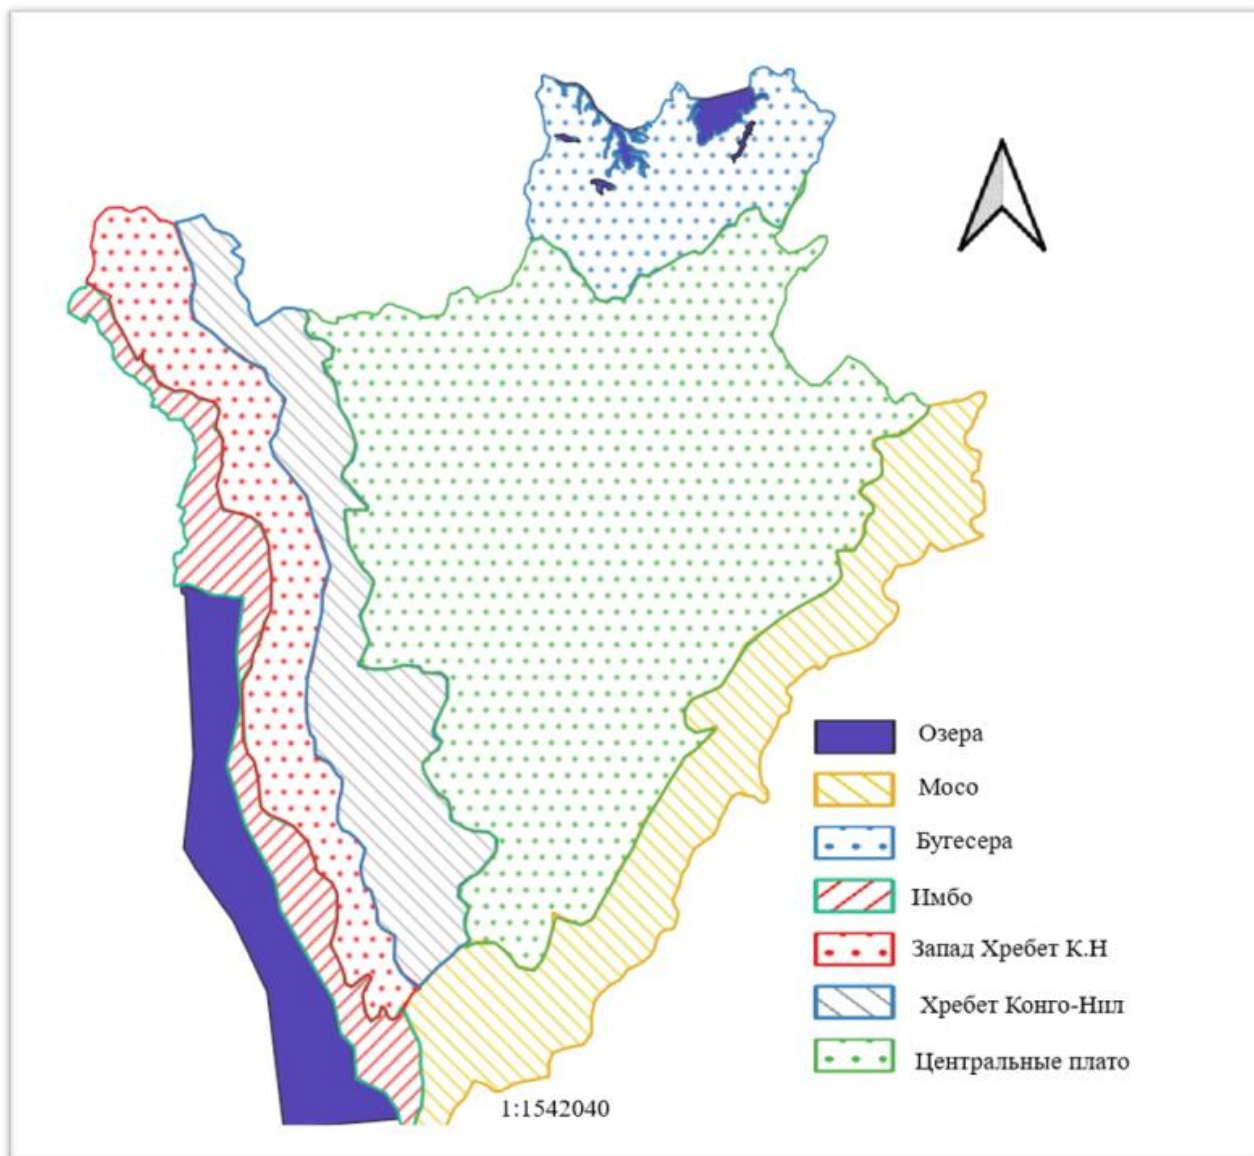 Озера
Мосо
Бугесера
Имбо
Запад Хребет К.Н
Хребет Конго-Нил
Центральные плато
1:1542040